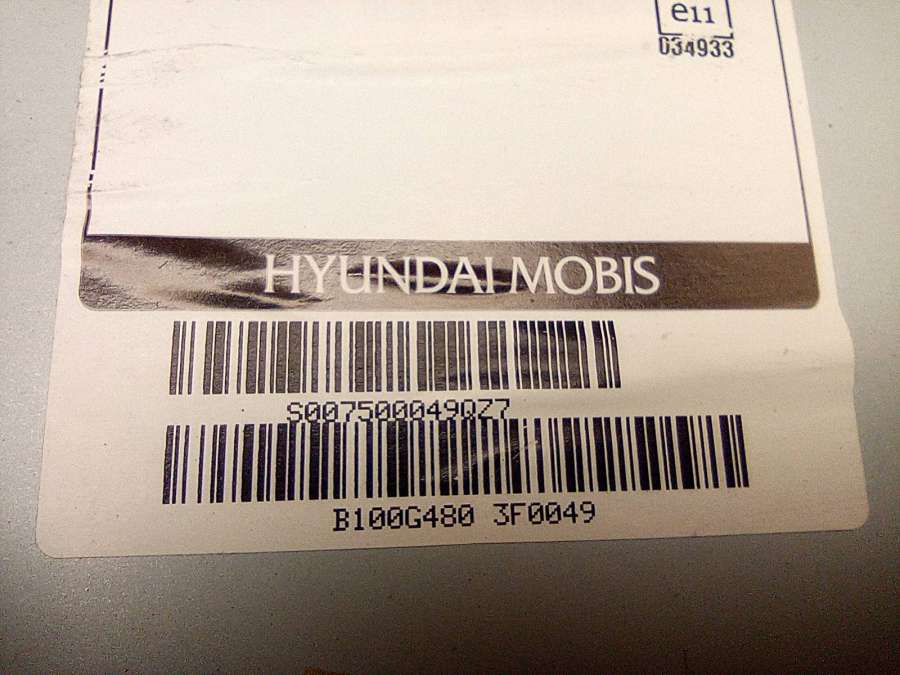 e11
034933
HYUNDAI MOBIS
S007500049QZ7
B100G480 3F0049